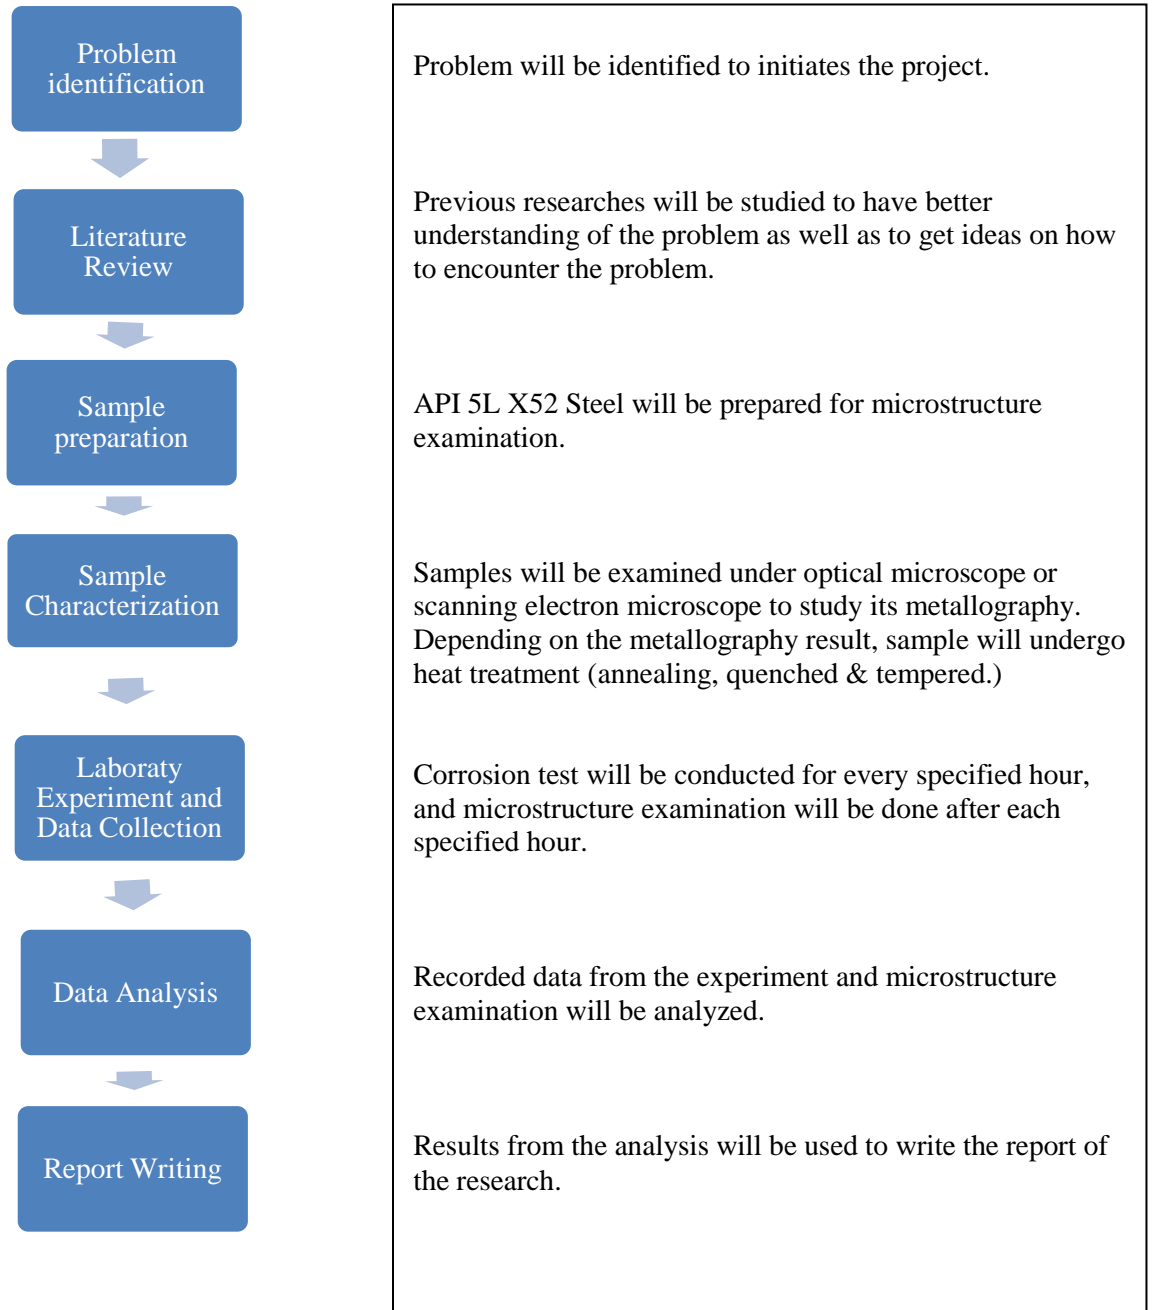 Problem
identification
Problem will be identified to initiates the project.
Literature
Review
Previous researches will be studied to have better
understanding of the problem as well as to get ideas on how
to encounter the problem.
Sample
preparation
API 5L X52 Steel will be prepared for microstructure
examination.
Sample
Characterization
Samples will be examined under optical microscope or
scanning electron microscope to study its metallography.
Depending on the metallography result, sample will undergo
heat treatment (annealing, quenched & tempered.)
Laboraty
Experiment and
Data Collection
Corrosion test will be conducted for every specified hour,
and microstructure examination will be done after each
specified hour.
Data Analysis
Recorded data from the experiment and microstructure
examination will be analyzed.
Report Writing
Results from the analysis will be used to write the report of
the research.